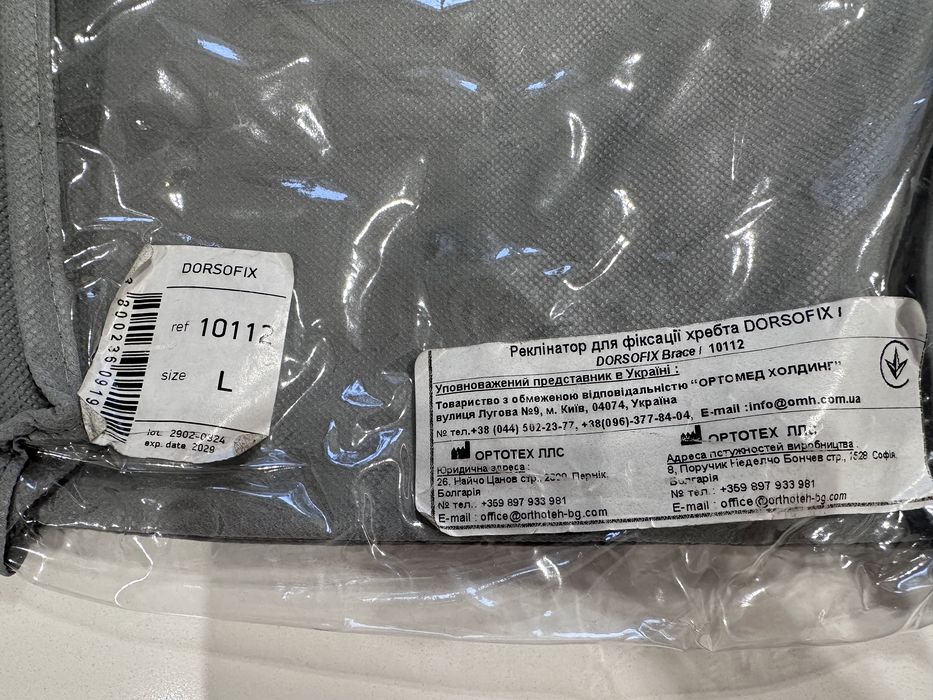 DORSOFIX
ref 10112
size L
lot. 2902-0324
exp. date 2029
3800236 0919
Реклінатор для фіксації хребта DORSOFIX /
DORSOFIX Brace / 10112
Уповноважений представник в Україні :
Товариство з обмеженою відповідальністю "ОРТОМЕД ХОЛДИНГ"
вулиця Лугова №9, м. Київ, 04074, Україна
№ тел.+38 (044) 502-23-77, +38(096)-377-84-04, E-mail :info@omh.com.ua
ОРТОТЕХ ЛЛС
Юридична адреса :
26, Найчо Цанов стр., Пернік,
Болгарія
№ тел.: +359 897 933 981
E-mail : office@orthoteh-bg.com
ОРТОТЕХ ЛЛС
Адреса потужностей виробництва :
8, Поручик Неделчо Бончев стр., 1528 Софія,
Болгарія
№ тел. : +359 897 933 981
E-mail : office@orthoteh-bg.com